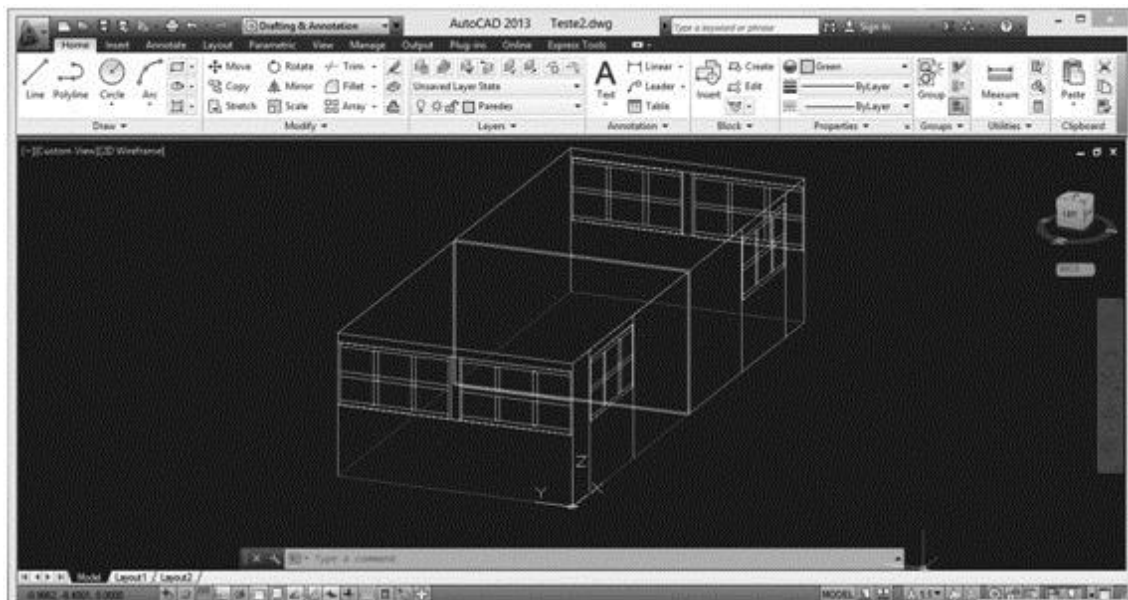 Drafting & Annotation AutoCAD 2013 Teste2.dwg Type a keyword or phrase Sign In
Home Insert Annotate Layout Parametric View Manage Output Plug-ins Online Express Tools
Line Polyline Circle Arc Move Rotate Trim Text Linear Insert Create Green Group Measure Paste
Copy Mirror Fillet Unsaved Layer State Leader Edit ByLayer
Stretch Scale Array Paredes Table ByLayer
Draw Modify Layers Annotation Block Properties Groups Utilities Clipboard
[-][Custom View][2D Wireframe]
LEFT
Z
Y X
Type a command
Model Layout1 Layout2
MODEL 1:1